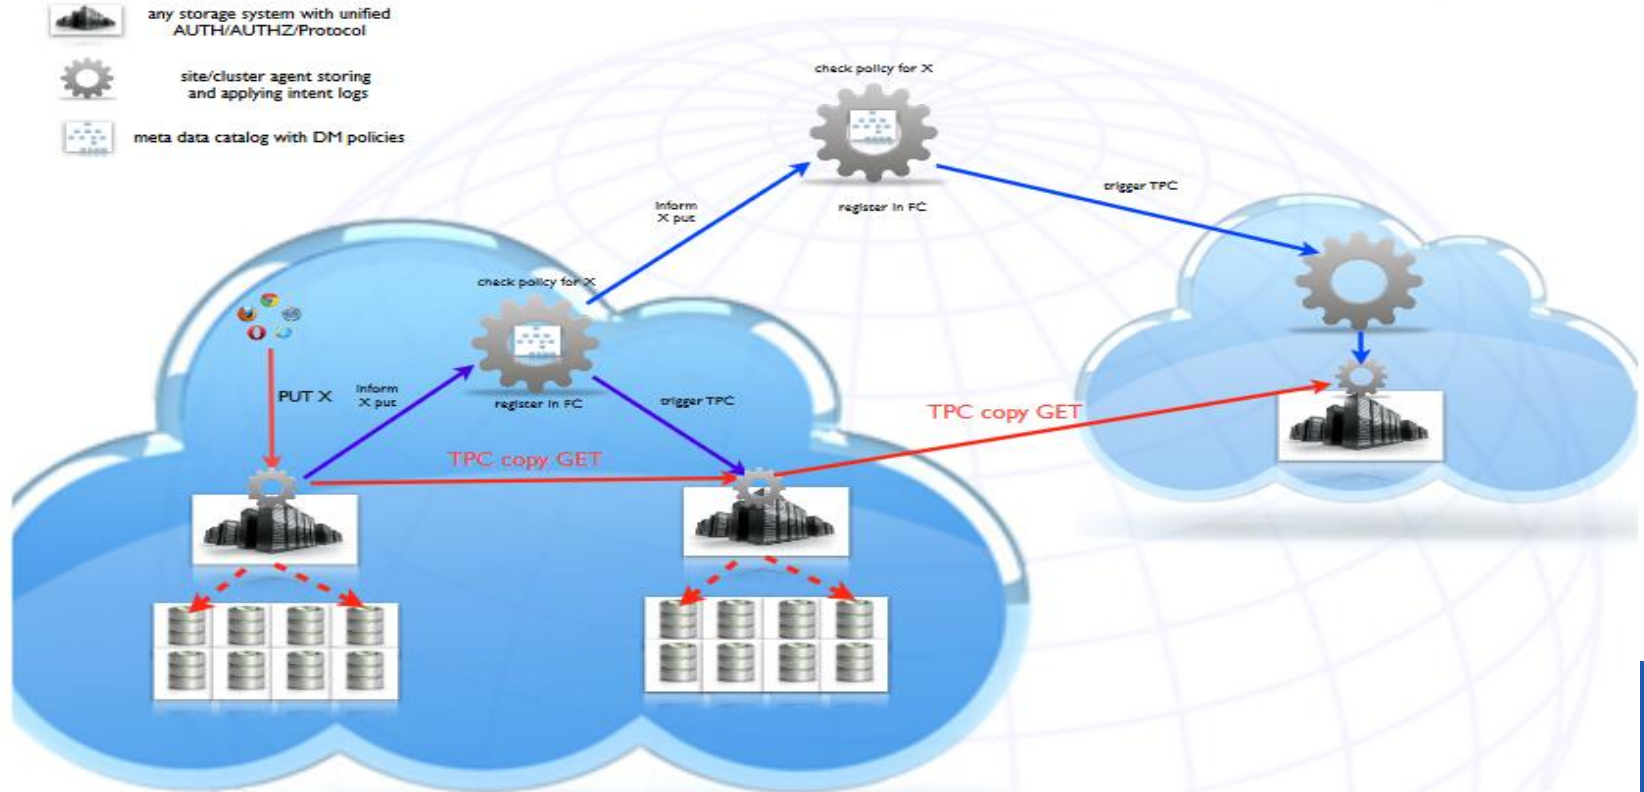 any storage system with unified
AUTH/AUTHZ/Protocol
site/cluster agent storing
and applying intent logs
meta data catalog with DM policies
check policy for X
Inform
X put
register in FC
trigger TPC
check policy for X
PUT X
Inform
X put
register in FC
trigger TPC
TPC copy GET
TPC copy GET